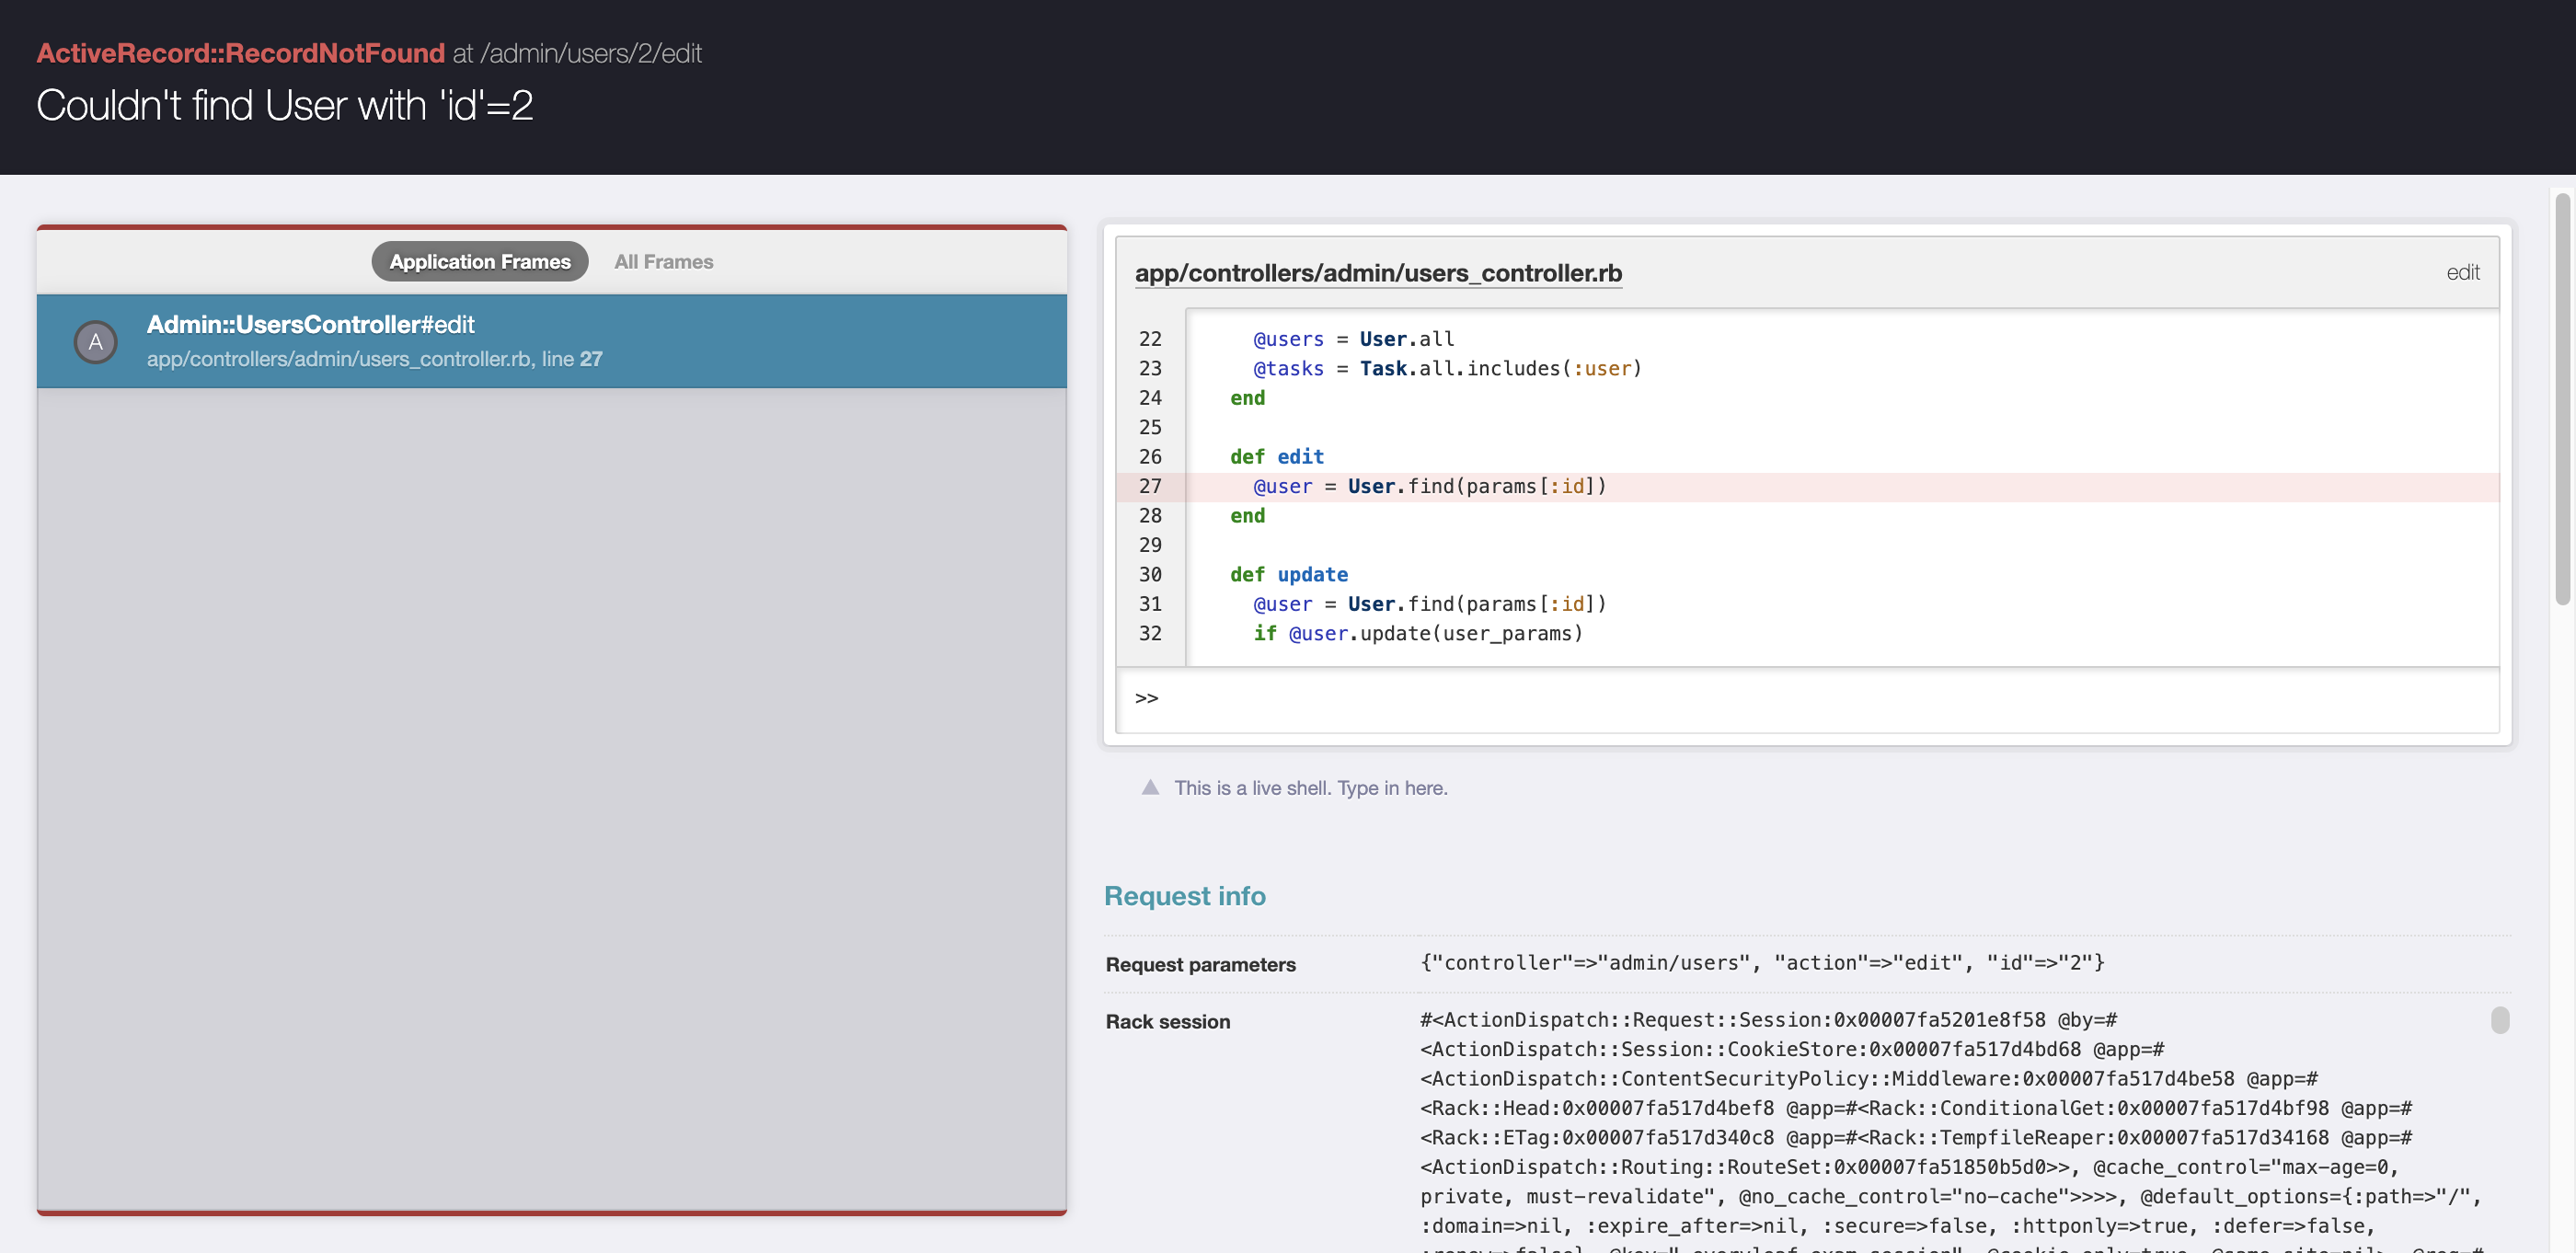 ActiveRecord::RecordNotFound at /admin/users/2/edit
Couldn't find User with 'id'=2
Application Frames All Frames
A
Admin::UsersController#edit
app/controllers/admin/users_controller.rb, line 27
app/controllers/admin/users_controller.rb edit
22 @users = User.all
23 @tasks = Task.all.includes(:user)
24 end
25
26 def edit
27 @user = User.find(params[:id])
28 end
29
30 def update
31 @user = User.find(params[:id])
32 if @user.update(user_params)
>>
▲ This is a live shell. Type in here.
Request info
Request parameters {"controller"=>"admin/users", "action"=>"edit", "id"=>"2"}
Rack session #<ActionDispatch::Request::Session:0x00007fa5201e8f58 @by=#
<ActionDispatch::Session::CookieStore:0x00007fa517d4bd68 @app=#
<ActionDispatch::ContentSecurityPolicy::Middleware:0x00007fa517d4be58 @app=#
<Rack::Head:0x00007fa517d4bef8 @app=#<Rack::ConditionalGet:0x00007fa517d4bf98 @app=#
<Rack::ETag:0x00007fa517d340c8 @app=#<Rack::TempfileReaper:0x00007fa517d34168 @app=#
<ActionDispatch::Routing::RouteSet:0x00007fa51850b5d0>>, @cache_control="max-age=0,
private, must-revalidate", @no_cache_control="no-cache">>>>, @default_options={:path=>"/",
:domain=>nil, :expire_after=>nil, :secure=>false, :httponly=>true, :defer=>false,